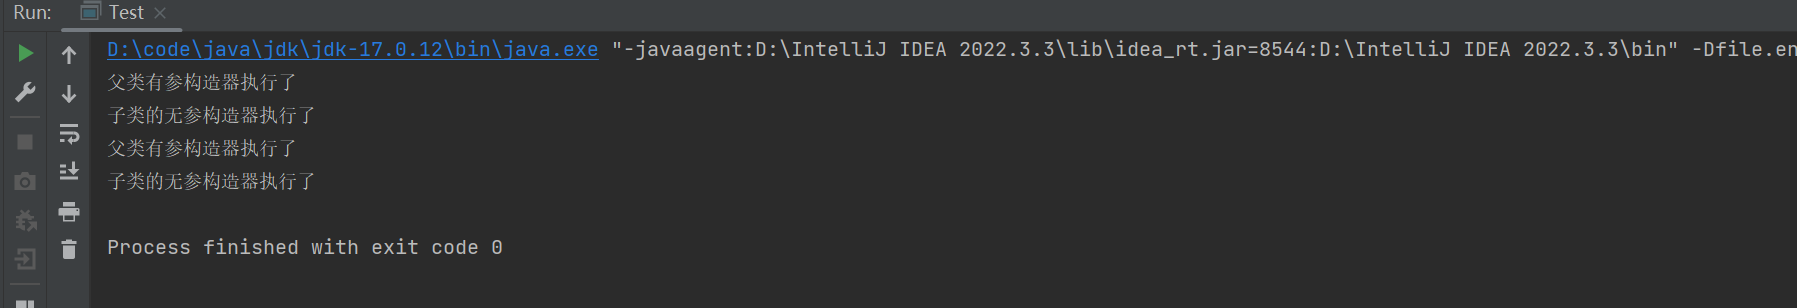 Run: Test
D:\code\java\jdk\jdk-17.0.12\bin\java.exe "-javaagent:D:\IntelliJ IDEA 2022.3.3\lib\idea_rt.jar=8544:D:\IntelliJ IDEA 2022.3.3\bin" -Dfile.en
父类有参构造器执行了
子类的无参构造器执行了
父类有参构造器执行了
子类的无参构造器执行了
Process finished with exit code 0